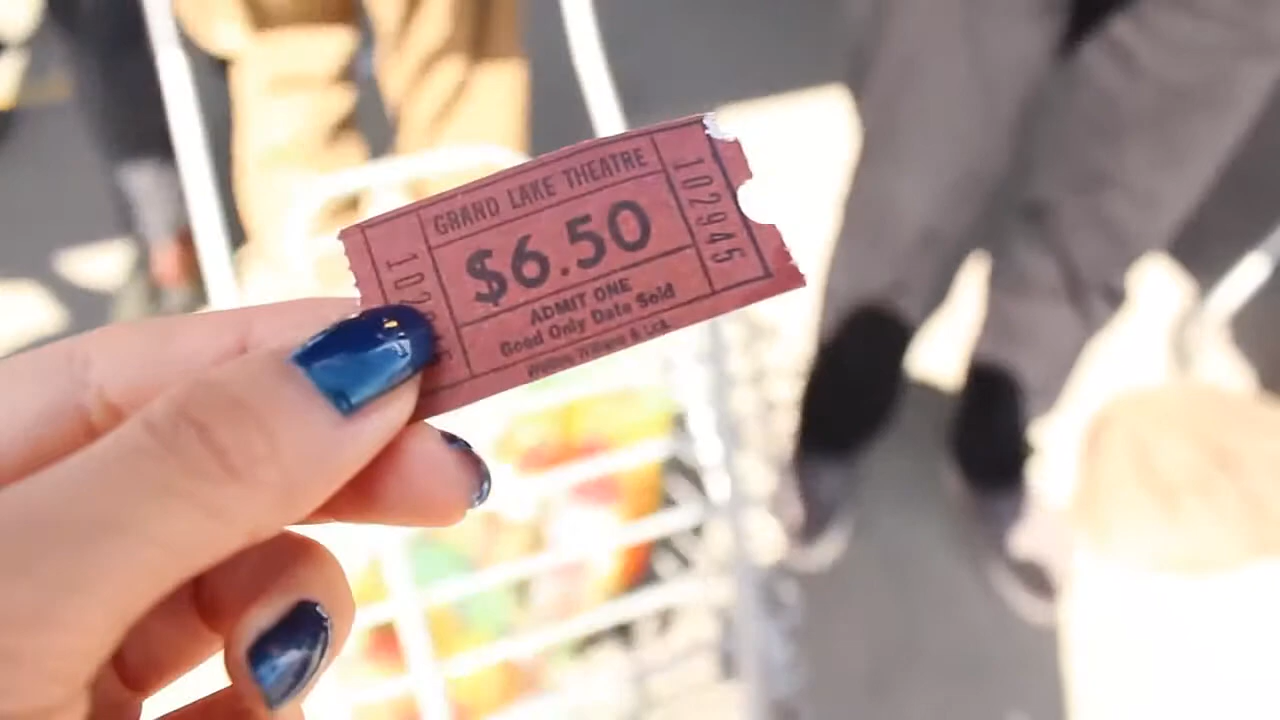 GRAND LAKE THEATRE
$6.50
ADMIT ONE
Good Only Date Sold
102945